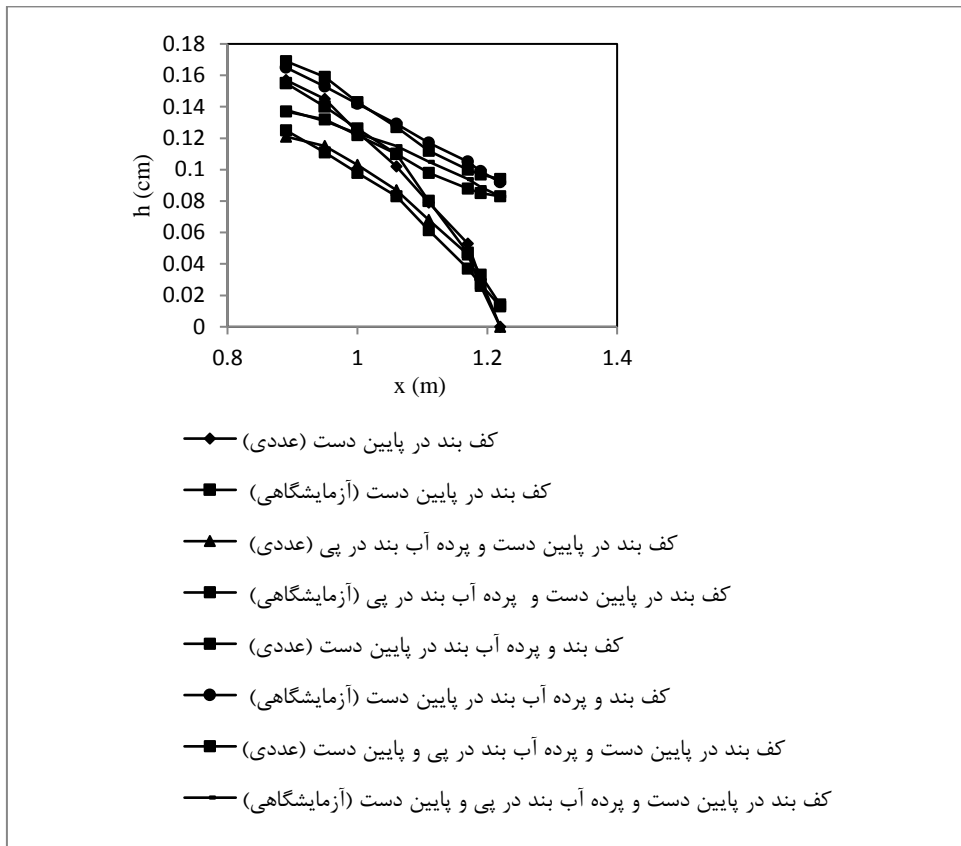 0.18
0.16
0.14
0.12
0.1
0.08
0.06
0.04
0.02
0
h (cm)
0.8 1 1.2 1.4
x (m)
کف بند در پایین دست (عددی)
کف بند در پایین دست (آزمایشگاهی)
کف بند در پایین دست و پرده آب بند در پی (عددی)
کف بند در پایین دست و پرده آب بند در پی (آزمایشگاهی)
کف بند و پرده آب بند در پایین دست (عددی)
کف بند و پرده آب بند در پایین دست (آزمایشگاهی)
کف بند در پایین دست و پرده آب بند در پی و پایین دست (عددی)
کف بند در پایین دست و پرده آب بند در پی و پایین دست (آزمایشگاهی)